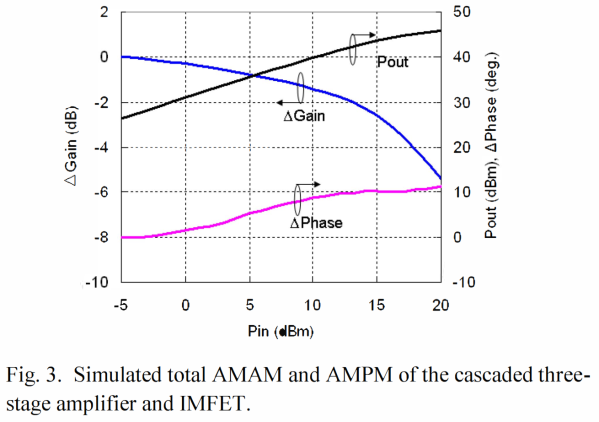 2 50
0 40
-2 30
-4 20
-6 10
-8 0
-10 -10
-5 0 5 10 15 20
Pin (dBm)
△Gain (dB)
Pout (dBm), ΔPhase (deg.)
Pout
ΔGain
ΔPhase
Fig. 3. Simulated total AMAM and AMPM of the cascaded three-
stage amplifier and IMFET.